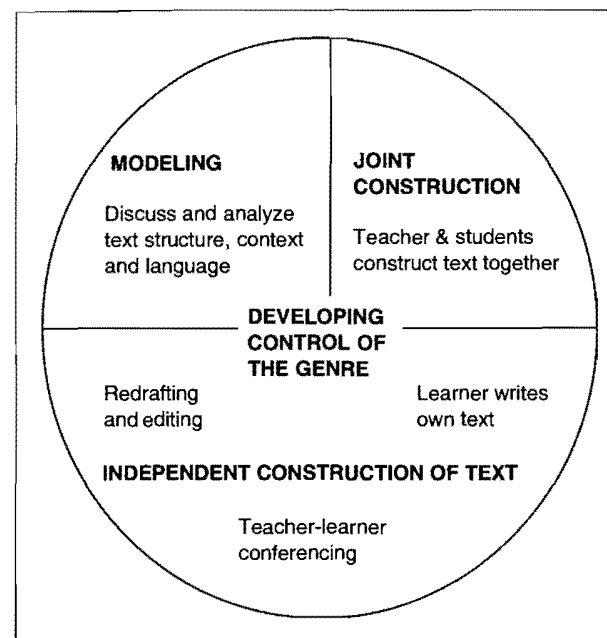 MODELING
Discuss and analyze
text structure, context
and language
JOINT
CONSTRUCTION
Teacher & students
construct text together
DEVELOPING
CONTROL OF
THE GENRE
Redrafting
and editing
Learner writes
own text
INDEPENDENT CONSTRUCTION OF TEXT
Teacher-learner
conferencing